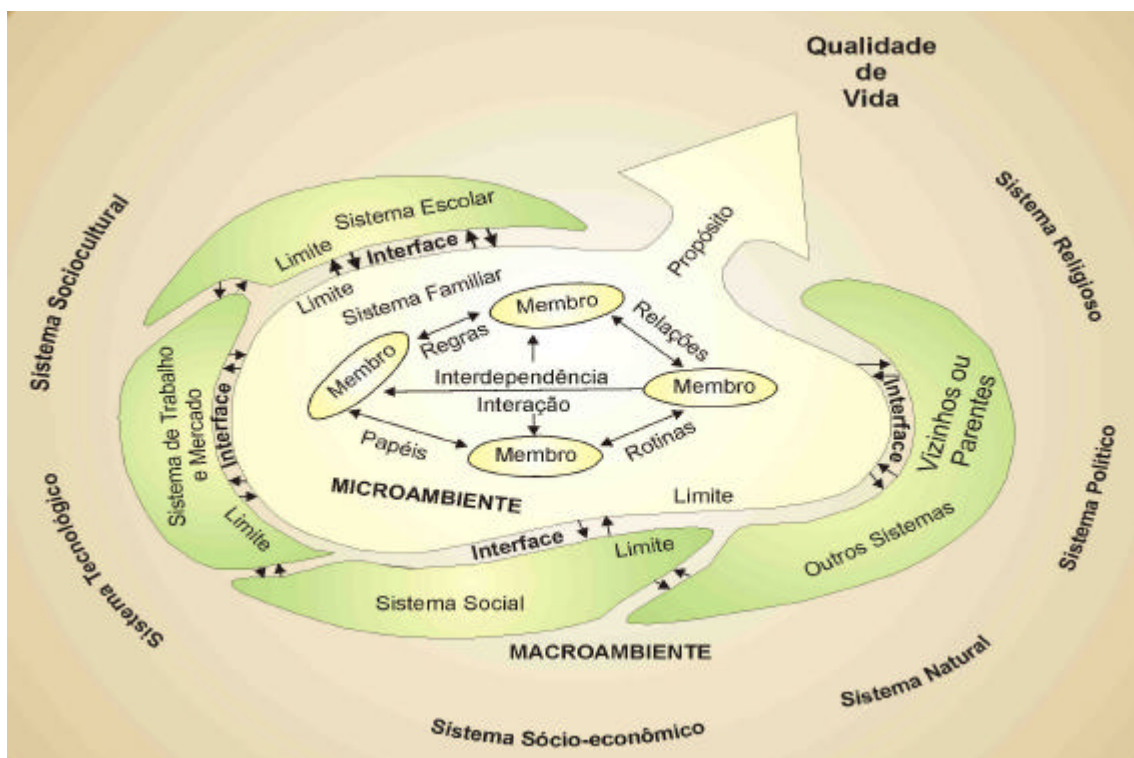 Qualidade
de
Vida
Sistema Sociocultural
Sistema Religioso
Sistema Escolar
Limite
Interface
Limite
Propósito
Sistema Familiar
Membro
Regras
Relações
Membro
Interdependência
Membro
Interação
Papéis
Rotinas
Membro
Sistema de Trabalho
e Mercado
Interface
Limite
Interface
Vizinhos ou
Parentes
MICROAMBIENTE
Limite
Interface
Limite
Outros Sistemas
Sistema Político
Sistema Tecnológico
Sistema Social
MACROAMBIENTE
Sistema Natural
Sistema Sócio-econômico